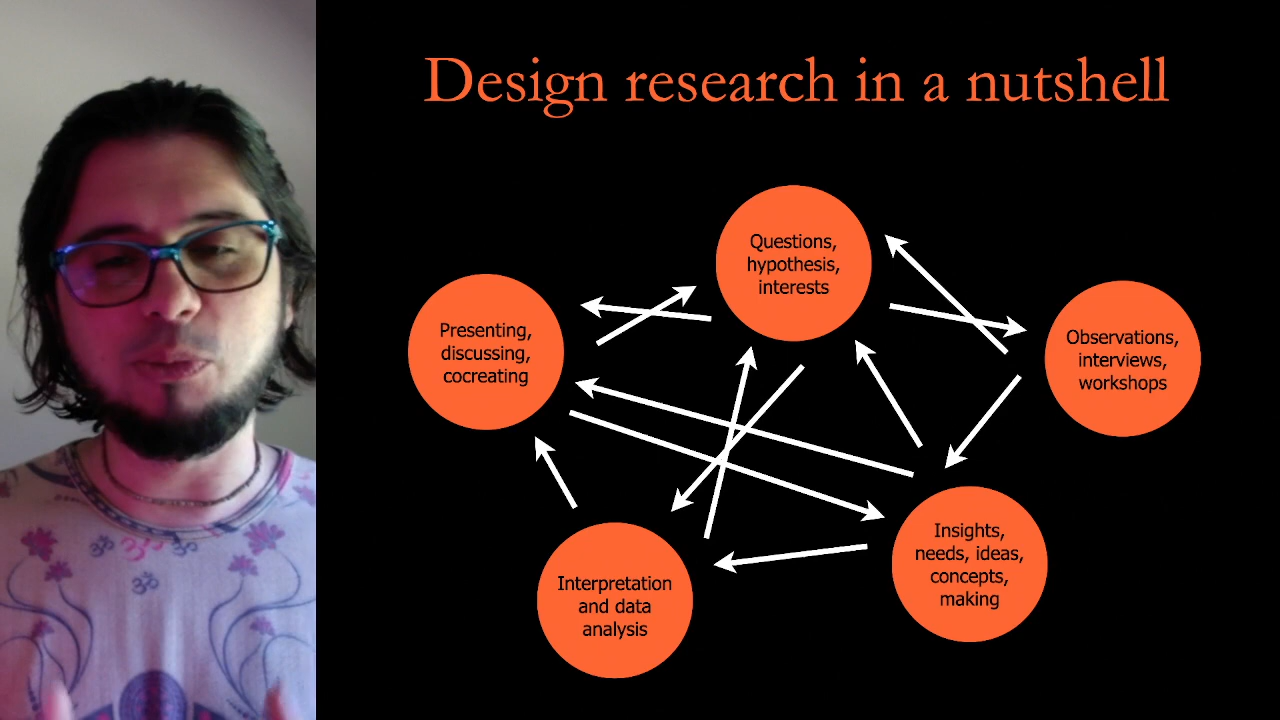 Design research in a nutshell
Questions,
hypothesis,
interests
Presenting,
discussing,
cocreating
Observations,
interviews,
workshops
Insights,
needs, ideas,
concepts,
making
Interpretation
and data
analysis
ॐ ॐ ॐ
ॐ